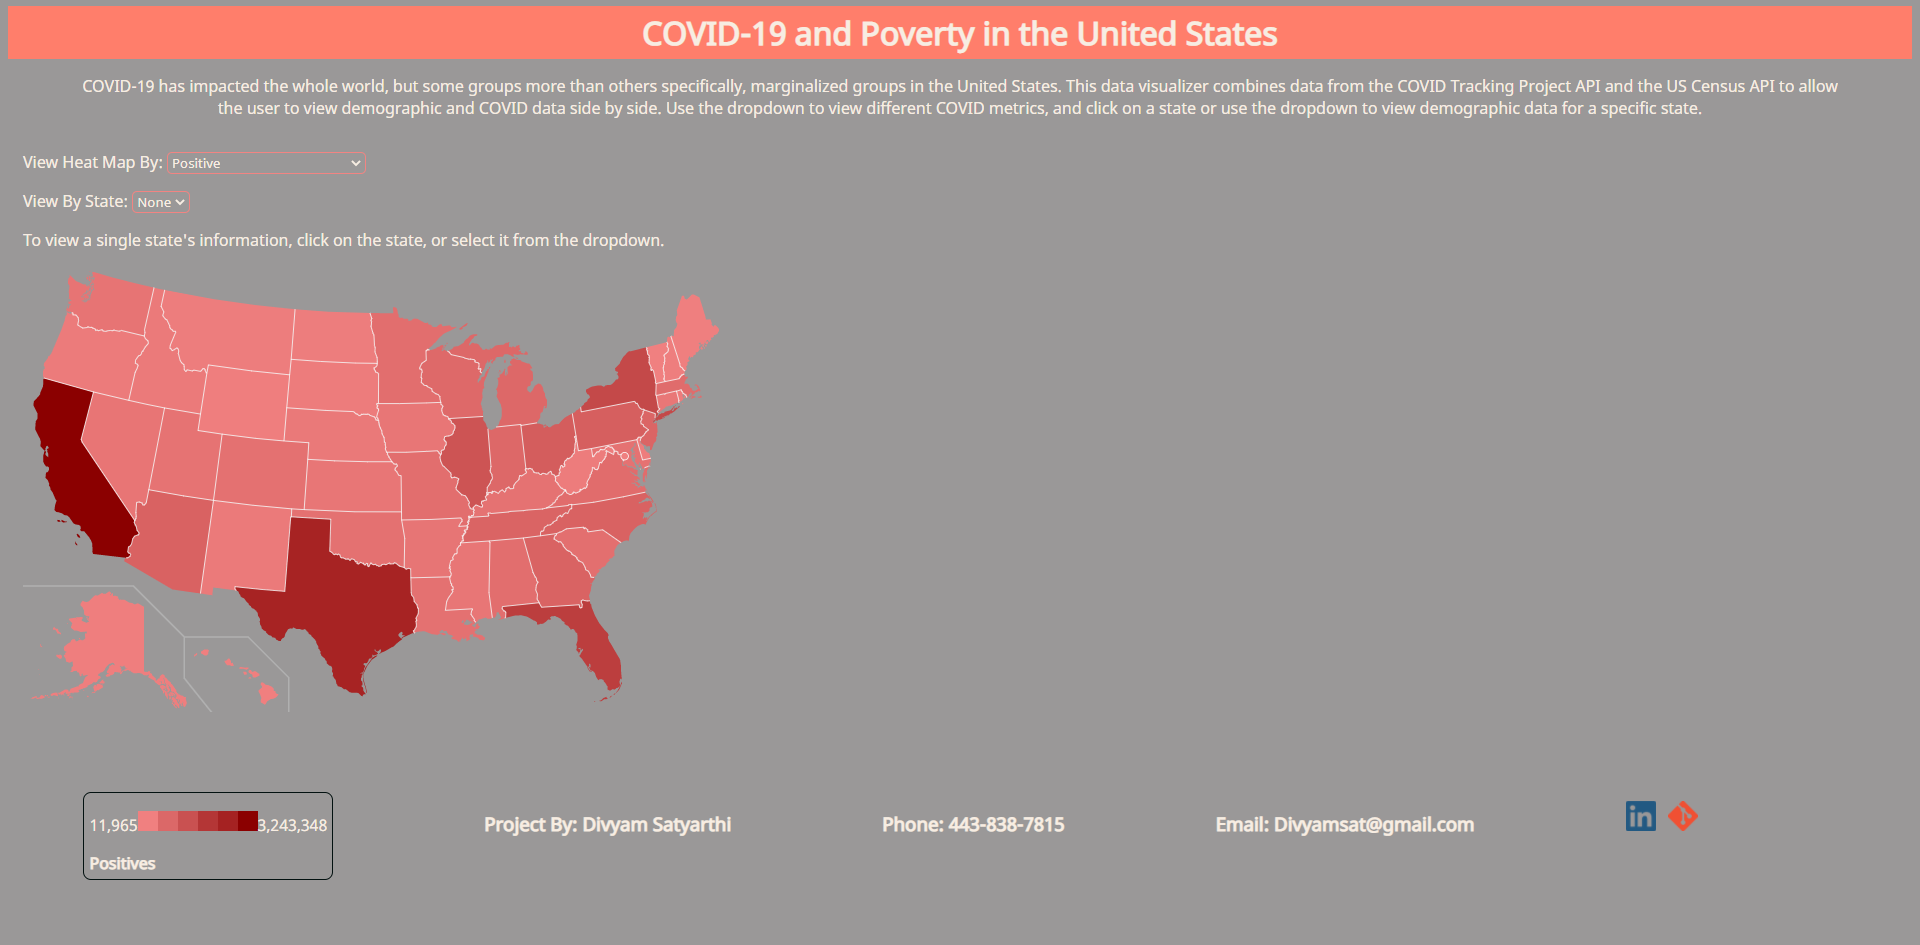 COVID-19 and Poverty in the United States
COVID-19 has impacted the whole world, but some groups more than others specifically, marginalized groups in the United States. This data visualizer combines data from the COVID Tracking Project API and the US Census API to allow
the user to view demographic and COVID data side by side. Use the dropdown to view different COVID metrics, and click on a state or use the dropdown to view demographic data for a specific state.
View Heat Map By: Positive
View By State: None
To view a single state's information, click on the state, or select it from the dropdown.
11,965 3,243,348
Positives
Project By: Divyam Satyarthi
Phone: 443-838-7815
Email: Divyamsat@gmail.com
in